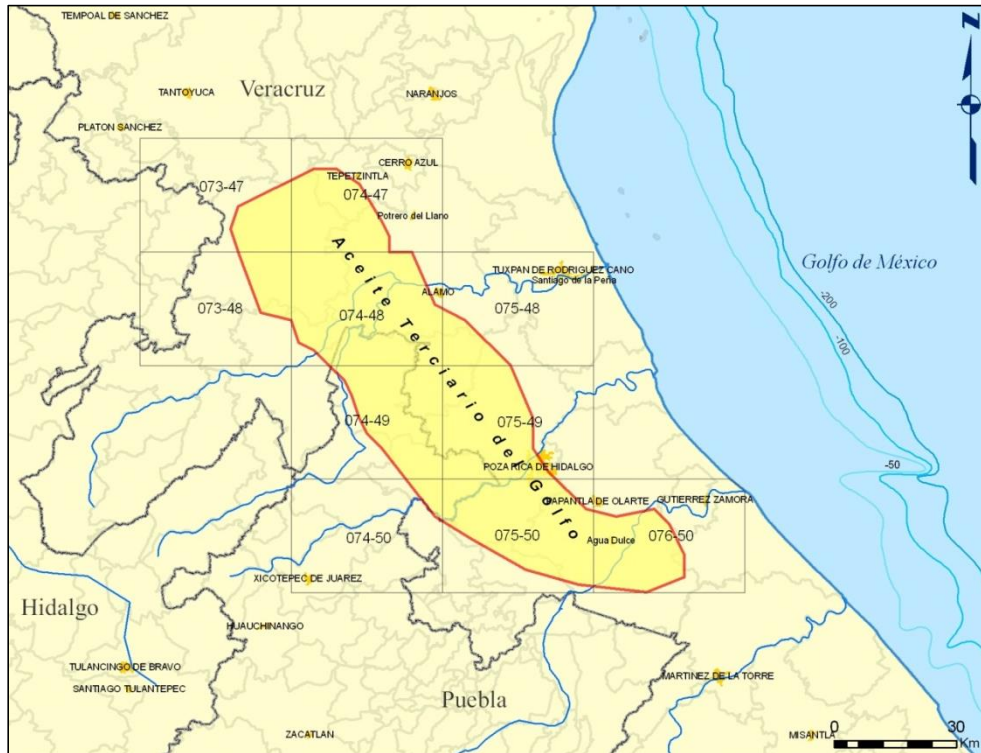 TEMPOAL DE SANCHEZ
Z
TANTOYUCA
Veracruz
NARANJOS
PLATON SANCHEZ
CERRO AZUL
TEPETZINTLA
073-47
074-47
Potrero del Llano
Golfo de México
TUXPAN DE RODRIGUEZ CANO
Santiago de la Peña
ALAMO
-200
073-48
074-48
075-48
-100
Aceite Terciario del Golfo
074-49
075-49
-50
POZA RICA DE HIDALGO
PAPANTLA DE OLARTE
GUTIERREZ ZAMORA
074-50
075-50
Agua Dulce
076-50
XICOTEPEC DE JUAREZ
Hidalgo
HUAUCHINANGO
TULANCINGO DE BRAVO
MARTINEZ DE LA TORRE
SANTIAGO TULANTEPEC
Puebla
ZACATLAN
MISANTLA
0 30
Km